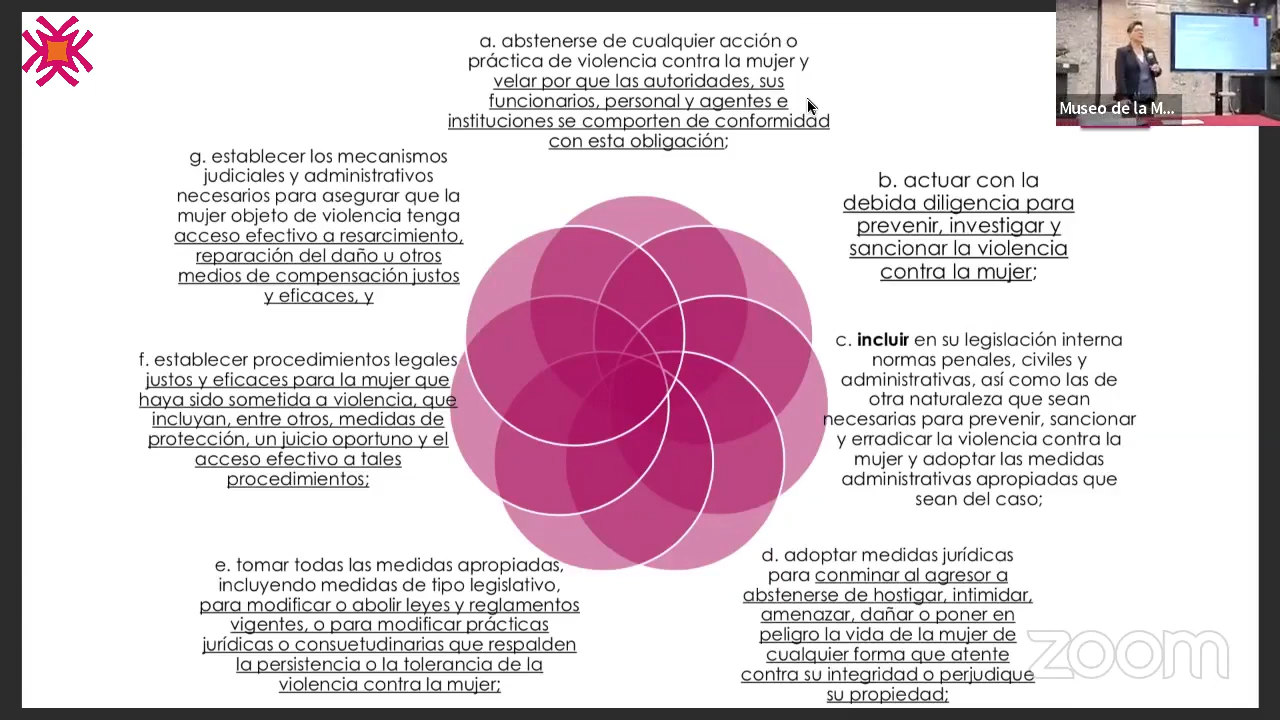 a. abstenerse de cualquier acción o
práctica de violencia contra la mujer y
velar por que las autoridades, sus
funcionarios, personal y agentes e
instituciones se comporten de conformidad
con esta obligación;
Museo de la M...
b. actuar con la
debida diligencia para
prevenir, investigar y
sancionar la violencia
contra la mujer;
c. incluir en su legislación interna
normas penales, civiles y
administrativas, así como las de
otra naturaleza que sean
necesarias para prevenir, sancionar
y erradicar la violencia contra la
mujer y adoptar las medidas
administrativas apropiadas que
sean del caso;
d. adoptar medidas jurídicas
para conminar al agresor a
abstenerse de hostigar, intimidar,
amenazar, dañar o poner en
peligro la vida de la mujer de
cualquier forma que atente
contra su integridad o perjudique
su propiedad;
e. tomar todas las medidas apropiadas,
incluyendo medidas de tipo legislativo,
para modificar o abolir leyes y reglamentos
vigentes, o para modificar prácticas
jurídicas o consuetudinarias que respalden
la persistencia o la tolerancia de la
violencia contra la mujer;
f. establecer procedimientos legales
justos y eficaces para la mujer que
haya sido sometida a violencia, que
incluyan, entre otros, medidas de
protección, un juicio oportuno y el
acceso efectivo a tales
procedimientos;
g. establecer los mecanismos
judiciales y administrativos
necesarios para asegurar que la
mujer objeto de violencia tenga
acceso efectivo a resarcimiento,
reparación del daño u otros
medios de compensación justos
y eficaces, y
zoom